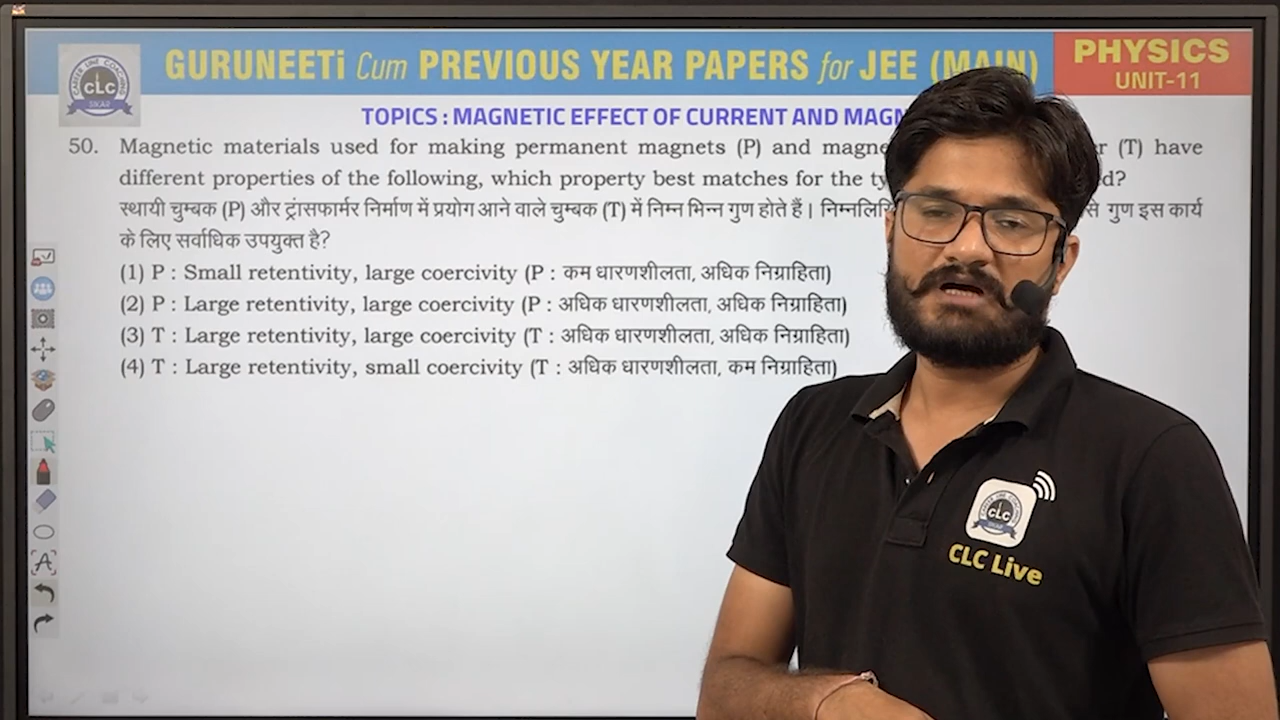 GURUNEETi Cum PREVIOUS YEAR PAPERS for JEE (MAIN)
PHYSICS
UNIT-11
CLC
SIKAR
TOPICS : MAGNETIC EFFECT OF CURRENT AND MAGN
50. Magnetic materials used for making permanent magnets (P) and magne r (T) have
different properties of the following, which property best matches for the ty d?
स्थायी चुम्बक (P) और ट्रांसफार्मर निर्माण में प्रयोग आने वाले चुम्बक (T) में निम्न भिन्न गुण होते हैं। निम्नलि से गुण इस कार्य
के लिए सर्वाधिक उपयुक्त है?
(1) P : Small retentivity, large coercivity (P : कम धारणशीलता, अधिक निग्राहिता)
(2) P : Large retentivity, large coercivity (P : अधिक धारणशीलता, अधिक निग्राहिता)
(3) T : Large retentivity, large coercivity (T : अधिक धारणशीलता, अधिक निग्राहिता)
(4) T : Large retentivity, small coercivity (T : अधिक धारणशीलता, कम निग्राहिता)
CLC
CLC Live